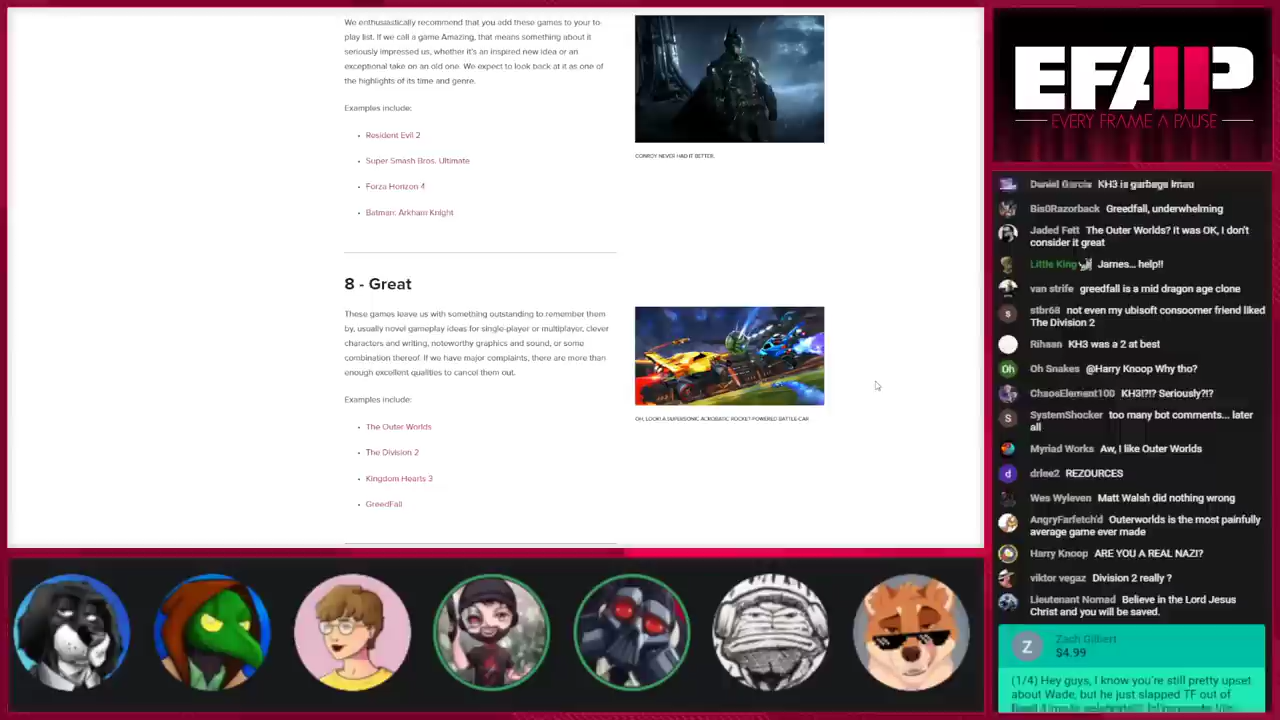 We enthusiastically recommend that you add these games to your to-
play list. If we call a game Amazing, that means something about it
seriously impressed us, whether it's an inspired new idea or an
exceptional take on an old one. We expect to look back at it as one of
the highlights of its time and genre.
Examples include:
• Resident Evil 2
• Super Smash Bros. Ultimate
• Forza Horizon 4
• Batman: Arkham Knight
CONROY NEVER HAD IT BETTER.
8 - Great
These games leave us with something outstanding to remember them
by, usually novel gameplay ideas for single-player or multiplayer, clever
characters and writing, noteworthy graphics and sound, or some
combination thereof. If we have major complaints, there are more than
enough excellent qualities to cancel them out.
Examples include:
• The Outer Worlds
• The Division 2
• Kingdom Hearts 3
• GreedFall
OH, LOOK! A SUPERSONIC ACROBATIC ROCKET-POWERED BATTLE-CAR
EFAP
EVERY FRAME A PAUSE
Daniel Garcia KH3 is garbage lmau
Bis0Razorback Greedfall, underwhelming
Jaded Fett The Outer Worlds? it was OK, I don't
consider it great
Little King James... help!!
van strife greedfall is a mid dragon age clone
stbr68 not even my ubisoft consoomer friend liked
The Division 2
Rihaan KH3 was a 2 at best
Oh Snakes @Harry Knoop Why tho?
ChaosElement100 KH3!?!? Seriously?!?
SystemShocker too many bot comments... later
all
Myriad Works Aw, I like Outer Worlds
drlee2 REZOURCES
Wes Wyleven Matt Walsh did nothing wrong
AngryFarfetch'd Outerworlds is the most painfully
average game ever made
Harry Knoop ARE YOU A REAL NAZI?
viktor vegaz Division 2 really ?
Lieutenant Nomad Believe in the Lord Jesus
Christ and you will be saved.
Z
Zach Gilbert
$4.99
(1/4) Hey guys, I know you're still pretty upset
about Wade, but he just slapped TF out of